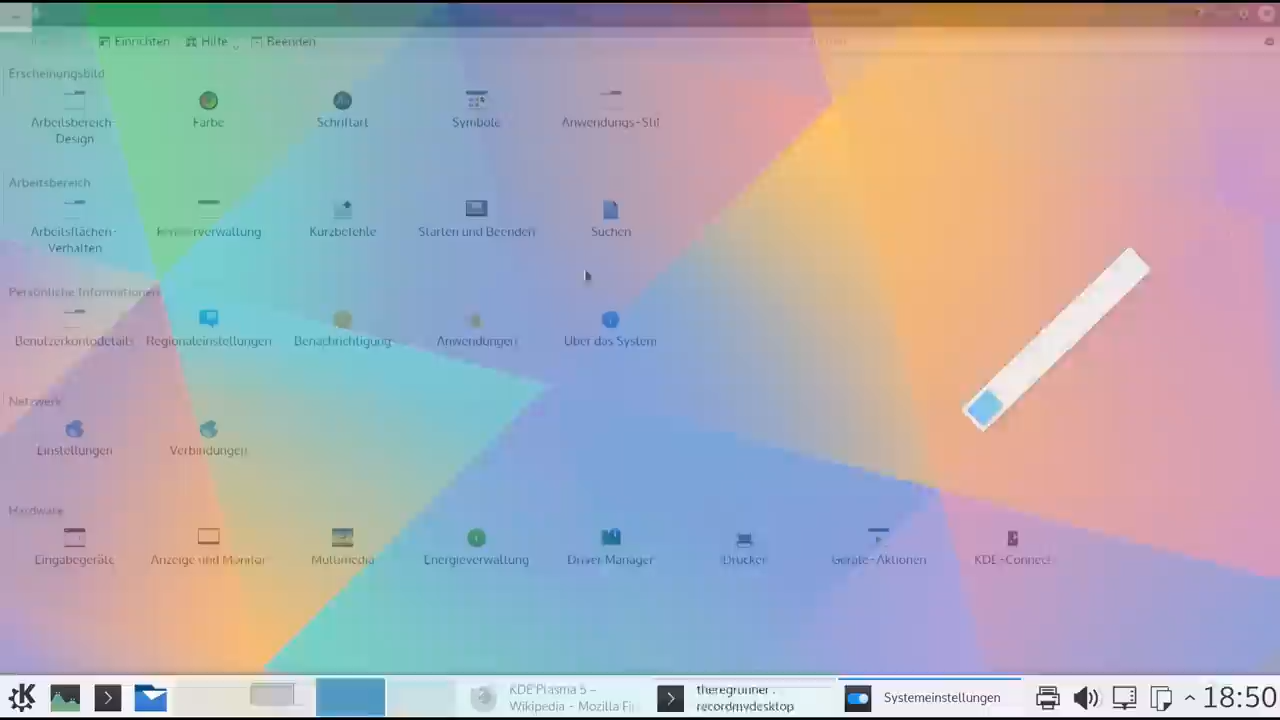 Einrichten Hilfe Beenden
Erscheinungsbild
Arbeitsbereich-
Design
Farbe
Schriftart
Symbole
Anwendungs-Stil
Arbeitsbereich
Arbeitsflächen-
Verhalten
Fensterverwaltung
Kurzbefehle
Starten und Beenden
Suchen
Persönliche Informationen
Benutzerkontodetails
Regionaleinstellungen
Benachrichtigung
Anwendungen
Über das System
Netzwerk
Einstellungen
Verbindungen
Hardware
Eingabegeräte
Anzeige und Monitor
Multimedia
Energieverwaltung
Driver Manager
Drucker
Geräte-Aktionen
KDE-Connect
KDE Plasma 5 –
Wikipedia – Mozilla Fi
theregrunner :
recordmydesktop
Systemeinstellungen
18:50